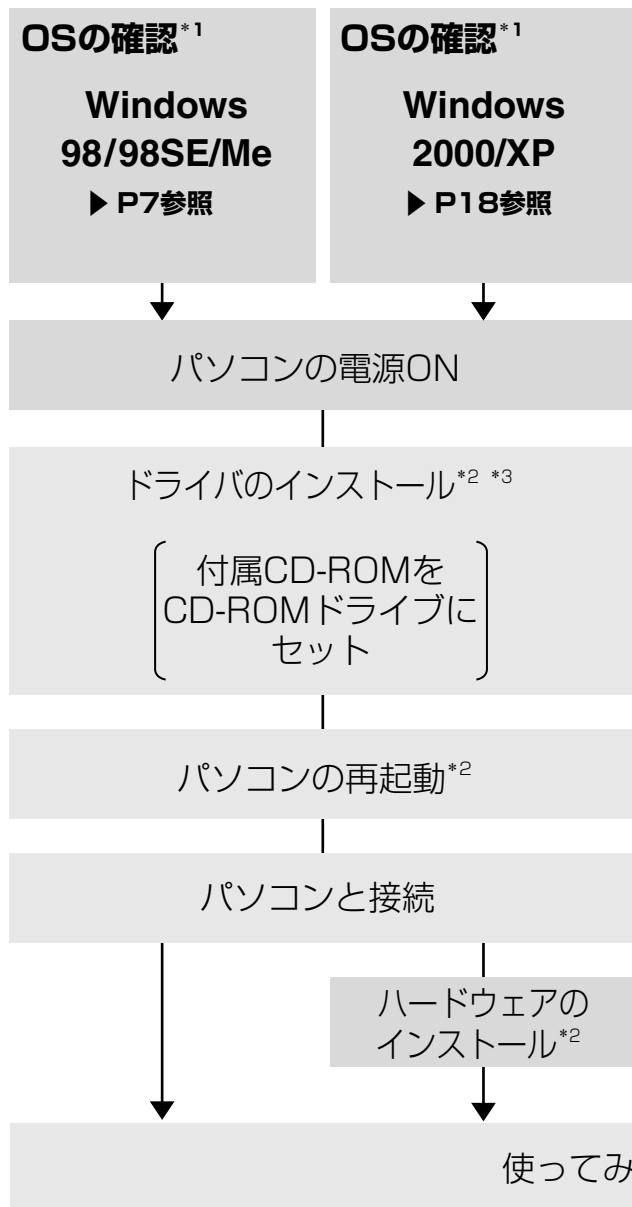 OSの確認*1
Windows
98/98SE/Me
▶ P7参照
OSの確認*1
Windows
2000/XP
▶ P18参照
パソコンの電源ON
ドライバのインストール*2 *3
付属CD-ROMを
CD-ROMドライブに
セット
パソコンの再起動*2
パソコンと接続
ハードウェアの
インストール*2
使ってみ